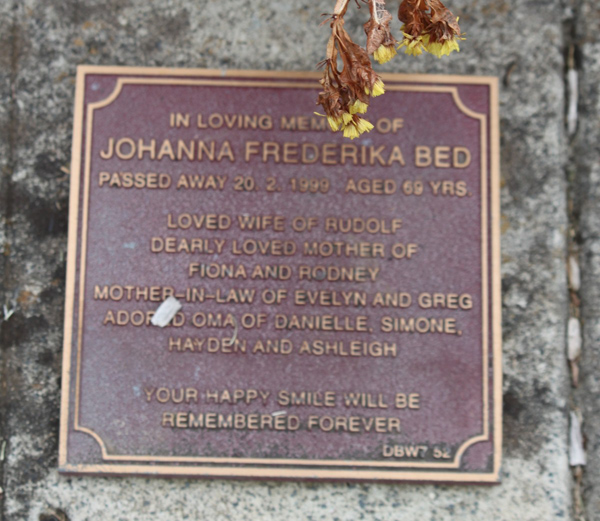 IN LOVING MEMORY OF
JOHANNA FREDERIKA BED
PASSED AWAY 20. 2. 1999 AGED 69 YRS.
LOVED WIFE OF RUDOLF
DEARLY LOVED MOTHER OF
FIONA AND RODNEY
MOTHER-IN-LAW OF EVELYN AND GREG
ADORED OMA OF DANIELLE, SIMONE,
HAYDEN AND ASHLEIGH
YOUR HAPPY SMILE WILL BE
REMEMBERED FOREVER
DBW7 52